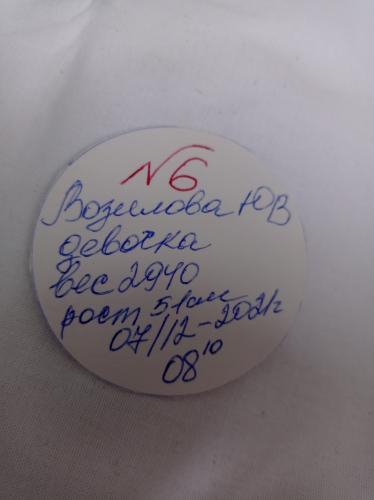 №6
Возилова ЮВ
девочка
вес 2940
рост 51см
07/12-2021г
08¹⁰